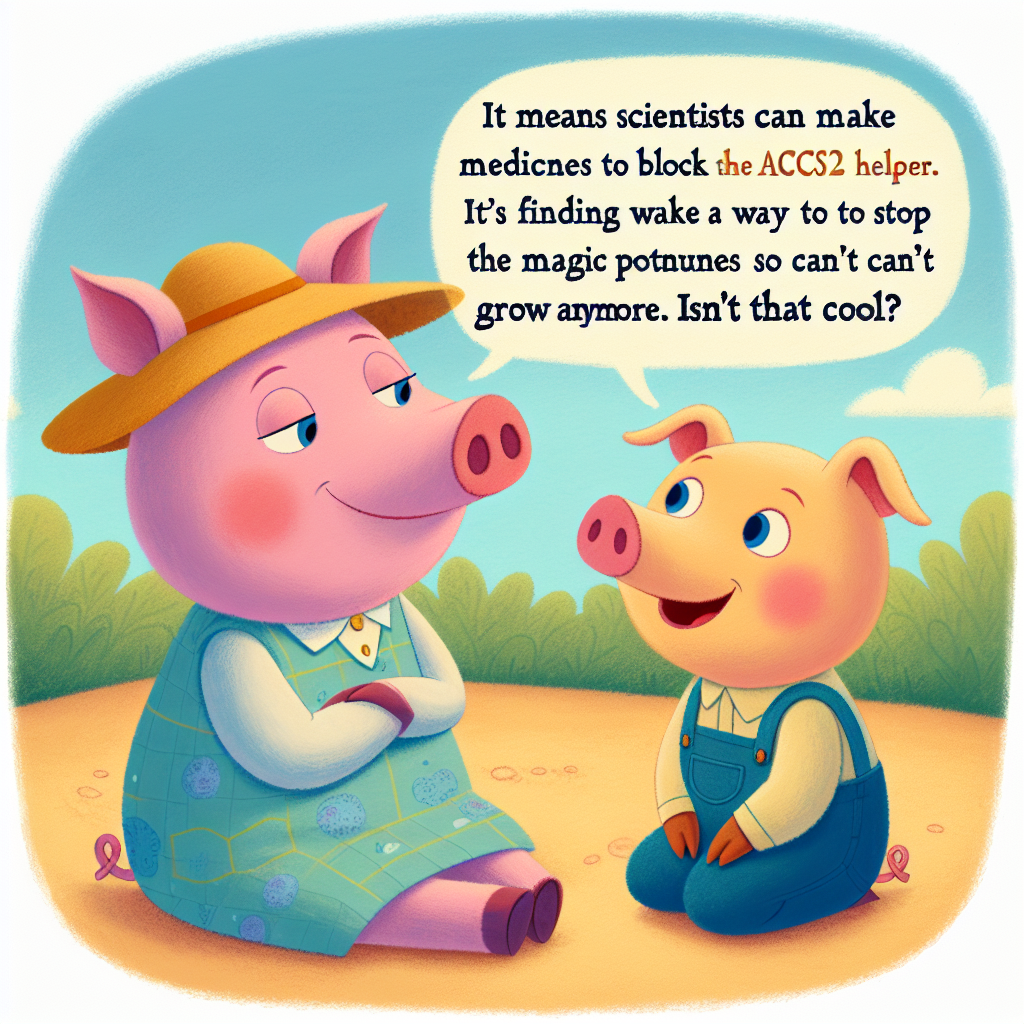 It means scientists can make
medicnes to block the ACCS2 helper.
It's finding wake a way to to stop
the magic potnunes so can't can't
grow anymore. Isn't that cool?